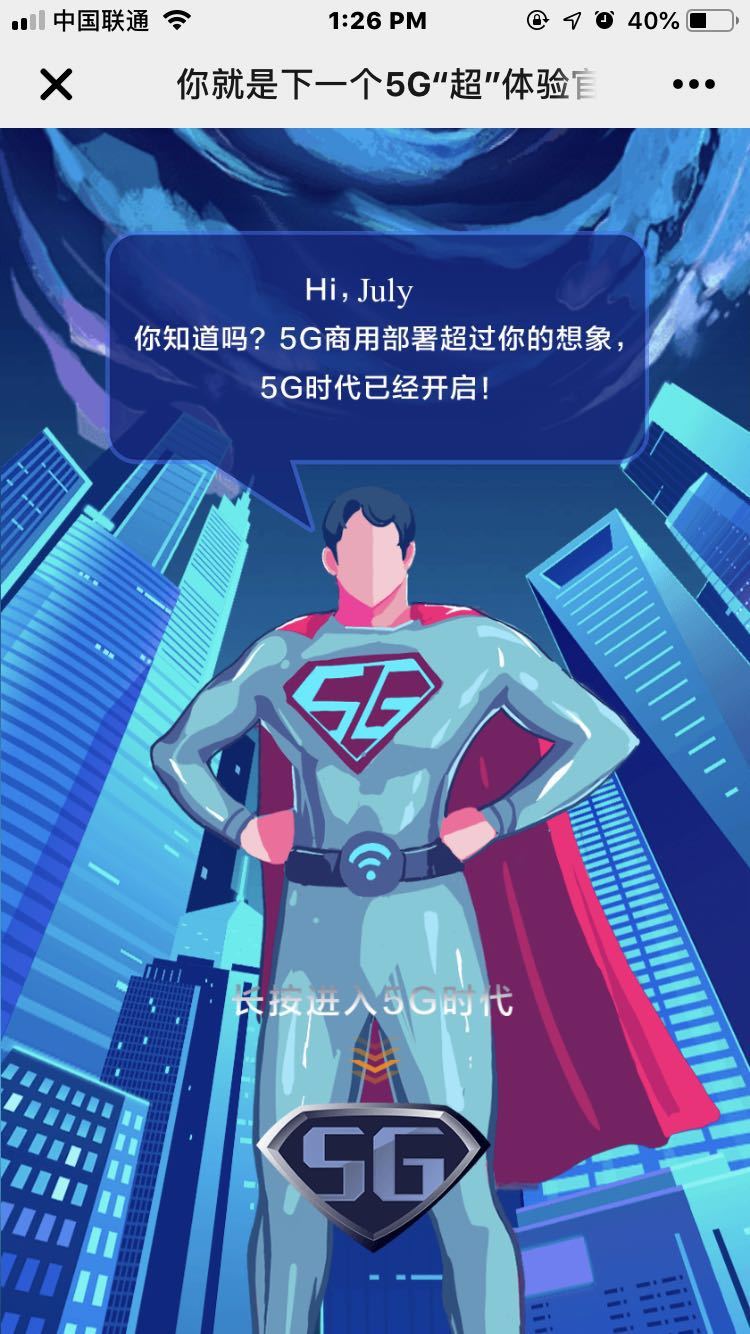 中国联通
1:26 PM
40%
你就是下一个5G“超”体验官
Hi, July
你知道吗？5G商用部署超过你的想象，
5G时代已经开启！
5G
长按进入5G时代
5G